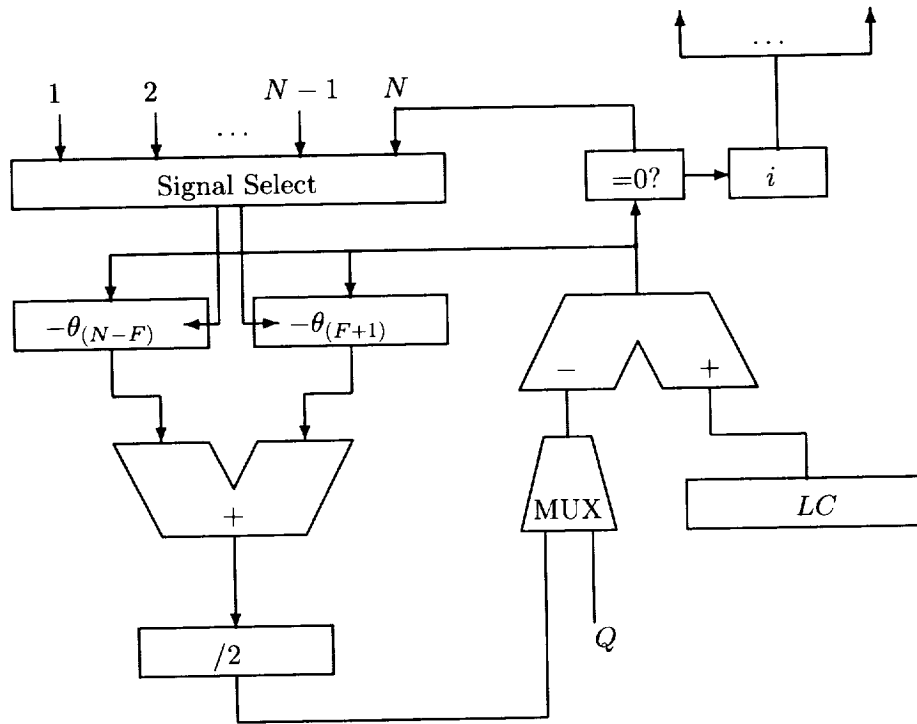 ...
1 2 ... N − 1 N
Signal Select
=0?
i
−θ(N−F)
−θ(F+1)
−
+
+
MUX
LC
Q
/2